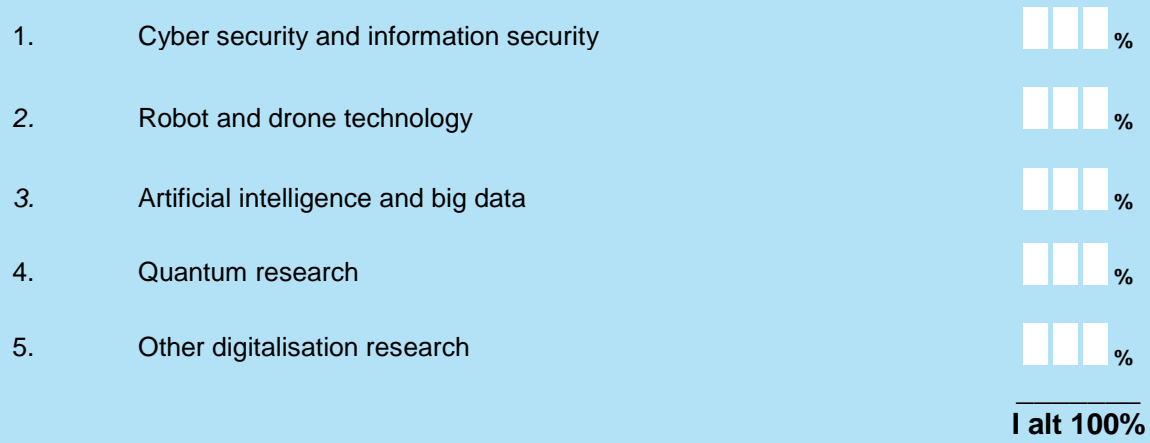 1. Cyber security and information security %
2. Robot and drone technology %
3. Artificial intelligence and big data %
4. Quantum research %
5. Other digitalisation research %
I alt 100%